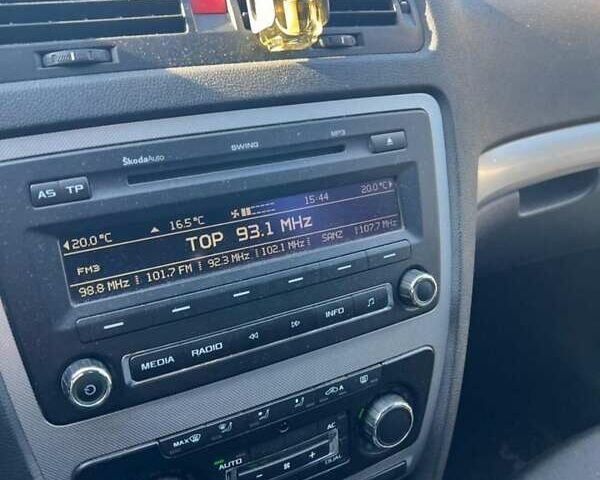 ŠkodaAuto SWING MP3
AS TP
15:44
20.0°C 16.5°C 20.0°C
TOP 93.1 MHz
FM3
98.8 MHz 101.7 FM 92.3 MHz 102.1 MHz SANZ 107.7 MHz
MEDIA RADIO INFO
MAX
AC
AUTO - + DUAL